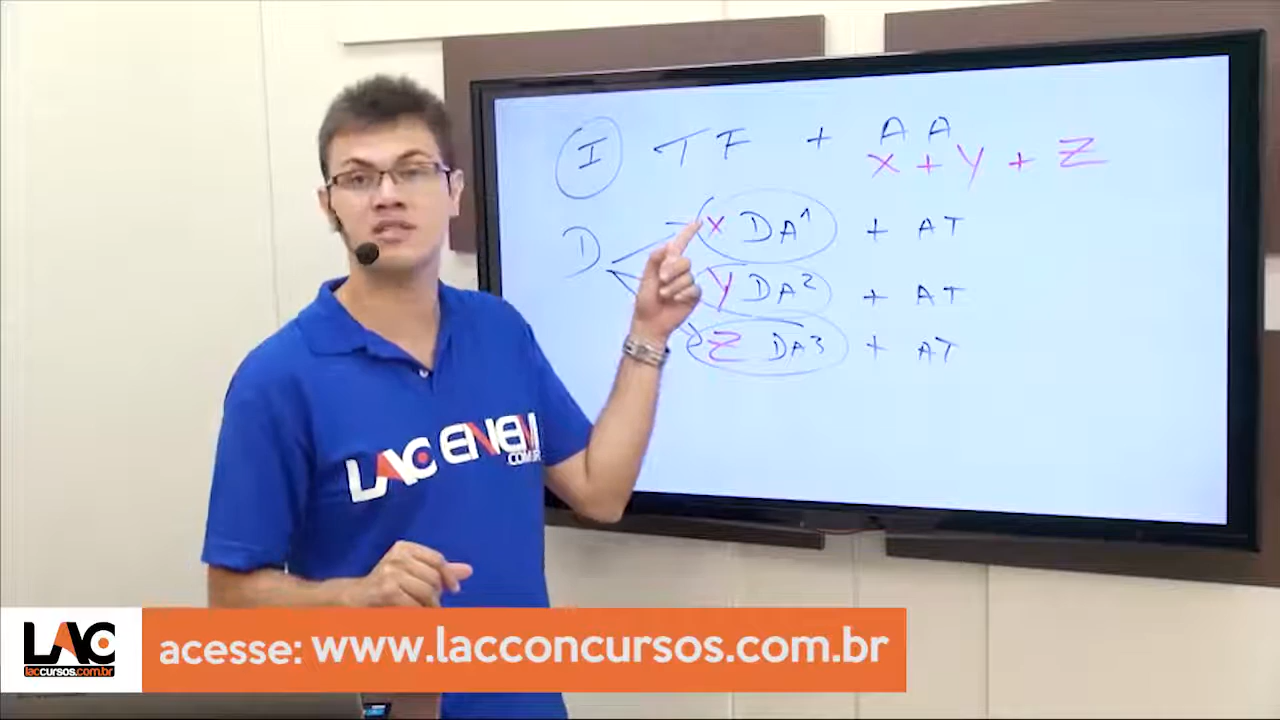 I TF + AA
X + Y + Z
D
X DA1 + AT
Y DA2 + AT
Z DA3 + AT
LAC ENEM
.COM.BR
LAC
laccursos.com.br
acesse: www.lacconcursos.com.br